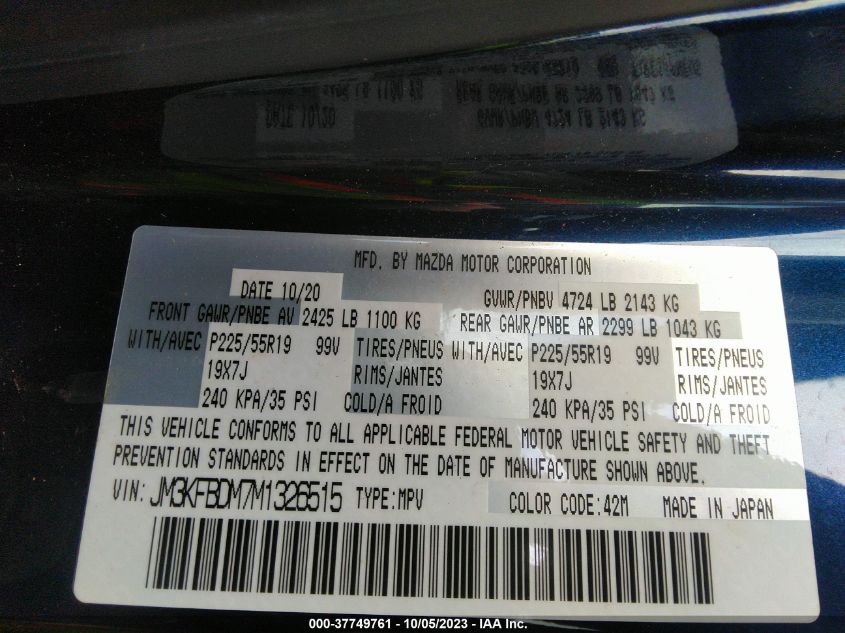 MFD. BY MAZDA MOTOR CORPORATION
DATE 10/20 GVWR/PNBV 4724 LB 2143 KG
FRONT GAWR/PNBE AV 2425 LB 1100 KG REAR GAWR/PNBE AR 2299 LB 1043 KG
WITH/AVEC P225/55R19 99V TIRES/PNEUS WITH/AVEC P225/55R19 99V TIRES/PNEUS
19X7J RIMS/JANTES 19X7J RIMS/JANTES
240 KPA/35 PSI COLD/A FROID 240 KPA/35 PSI COLD/A FROID
THIS VEHICLE CONFORMS TO ALL APPLICABLE FEDERAL MOTOR VEHICLE SAFETY AND THEFT
PREVENTION STANDARDS IN EFFECT ON THE DATE OF MANUFACTURE SHOWN ABOVE.
VIN: JM3KFBDM7M1326515 TYPE:MPV COLOR CODE:42M MADE IN JAPAN
000-37749761 - 10/05/2023 - IAA Inc.